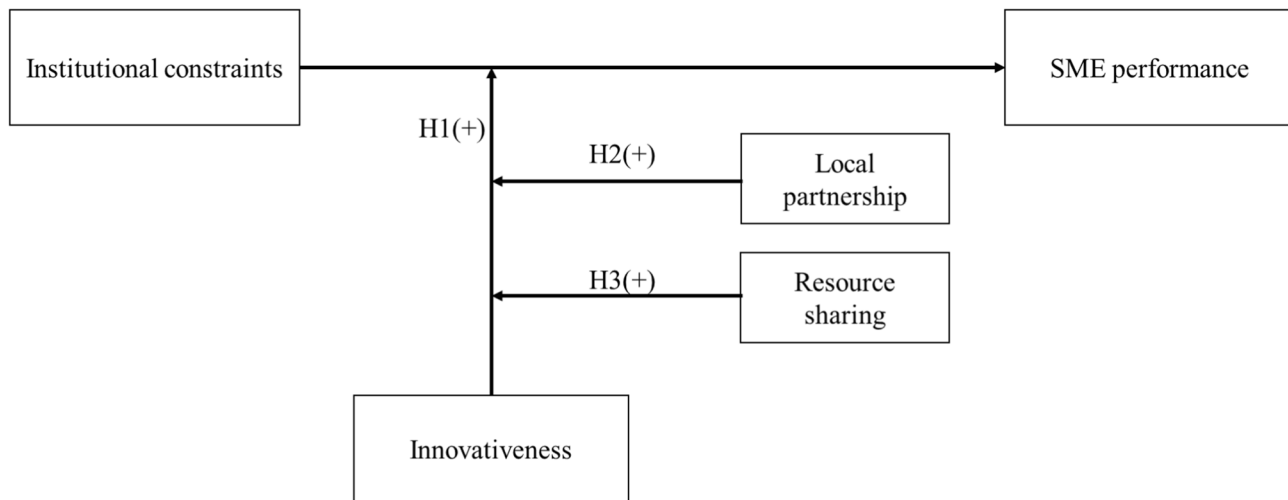 Institutional constraints
SME performance
H1(+)
H2(+)
Local
partnership
H3(+)
Resource
sharing
Innovativeness